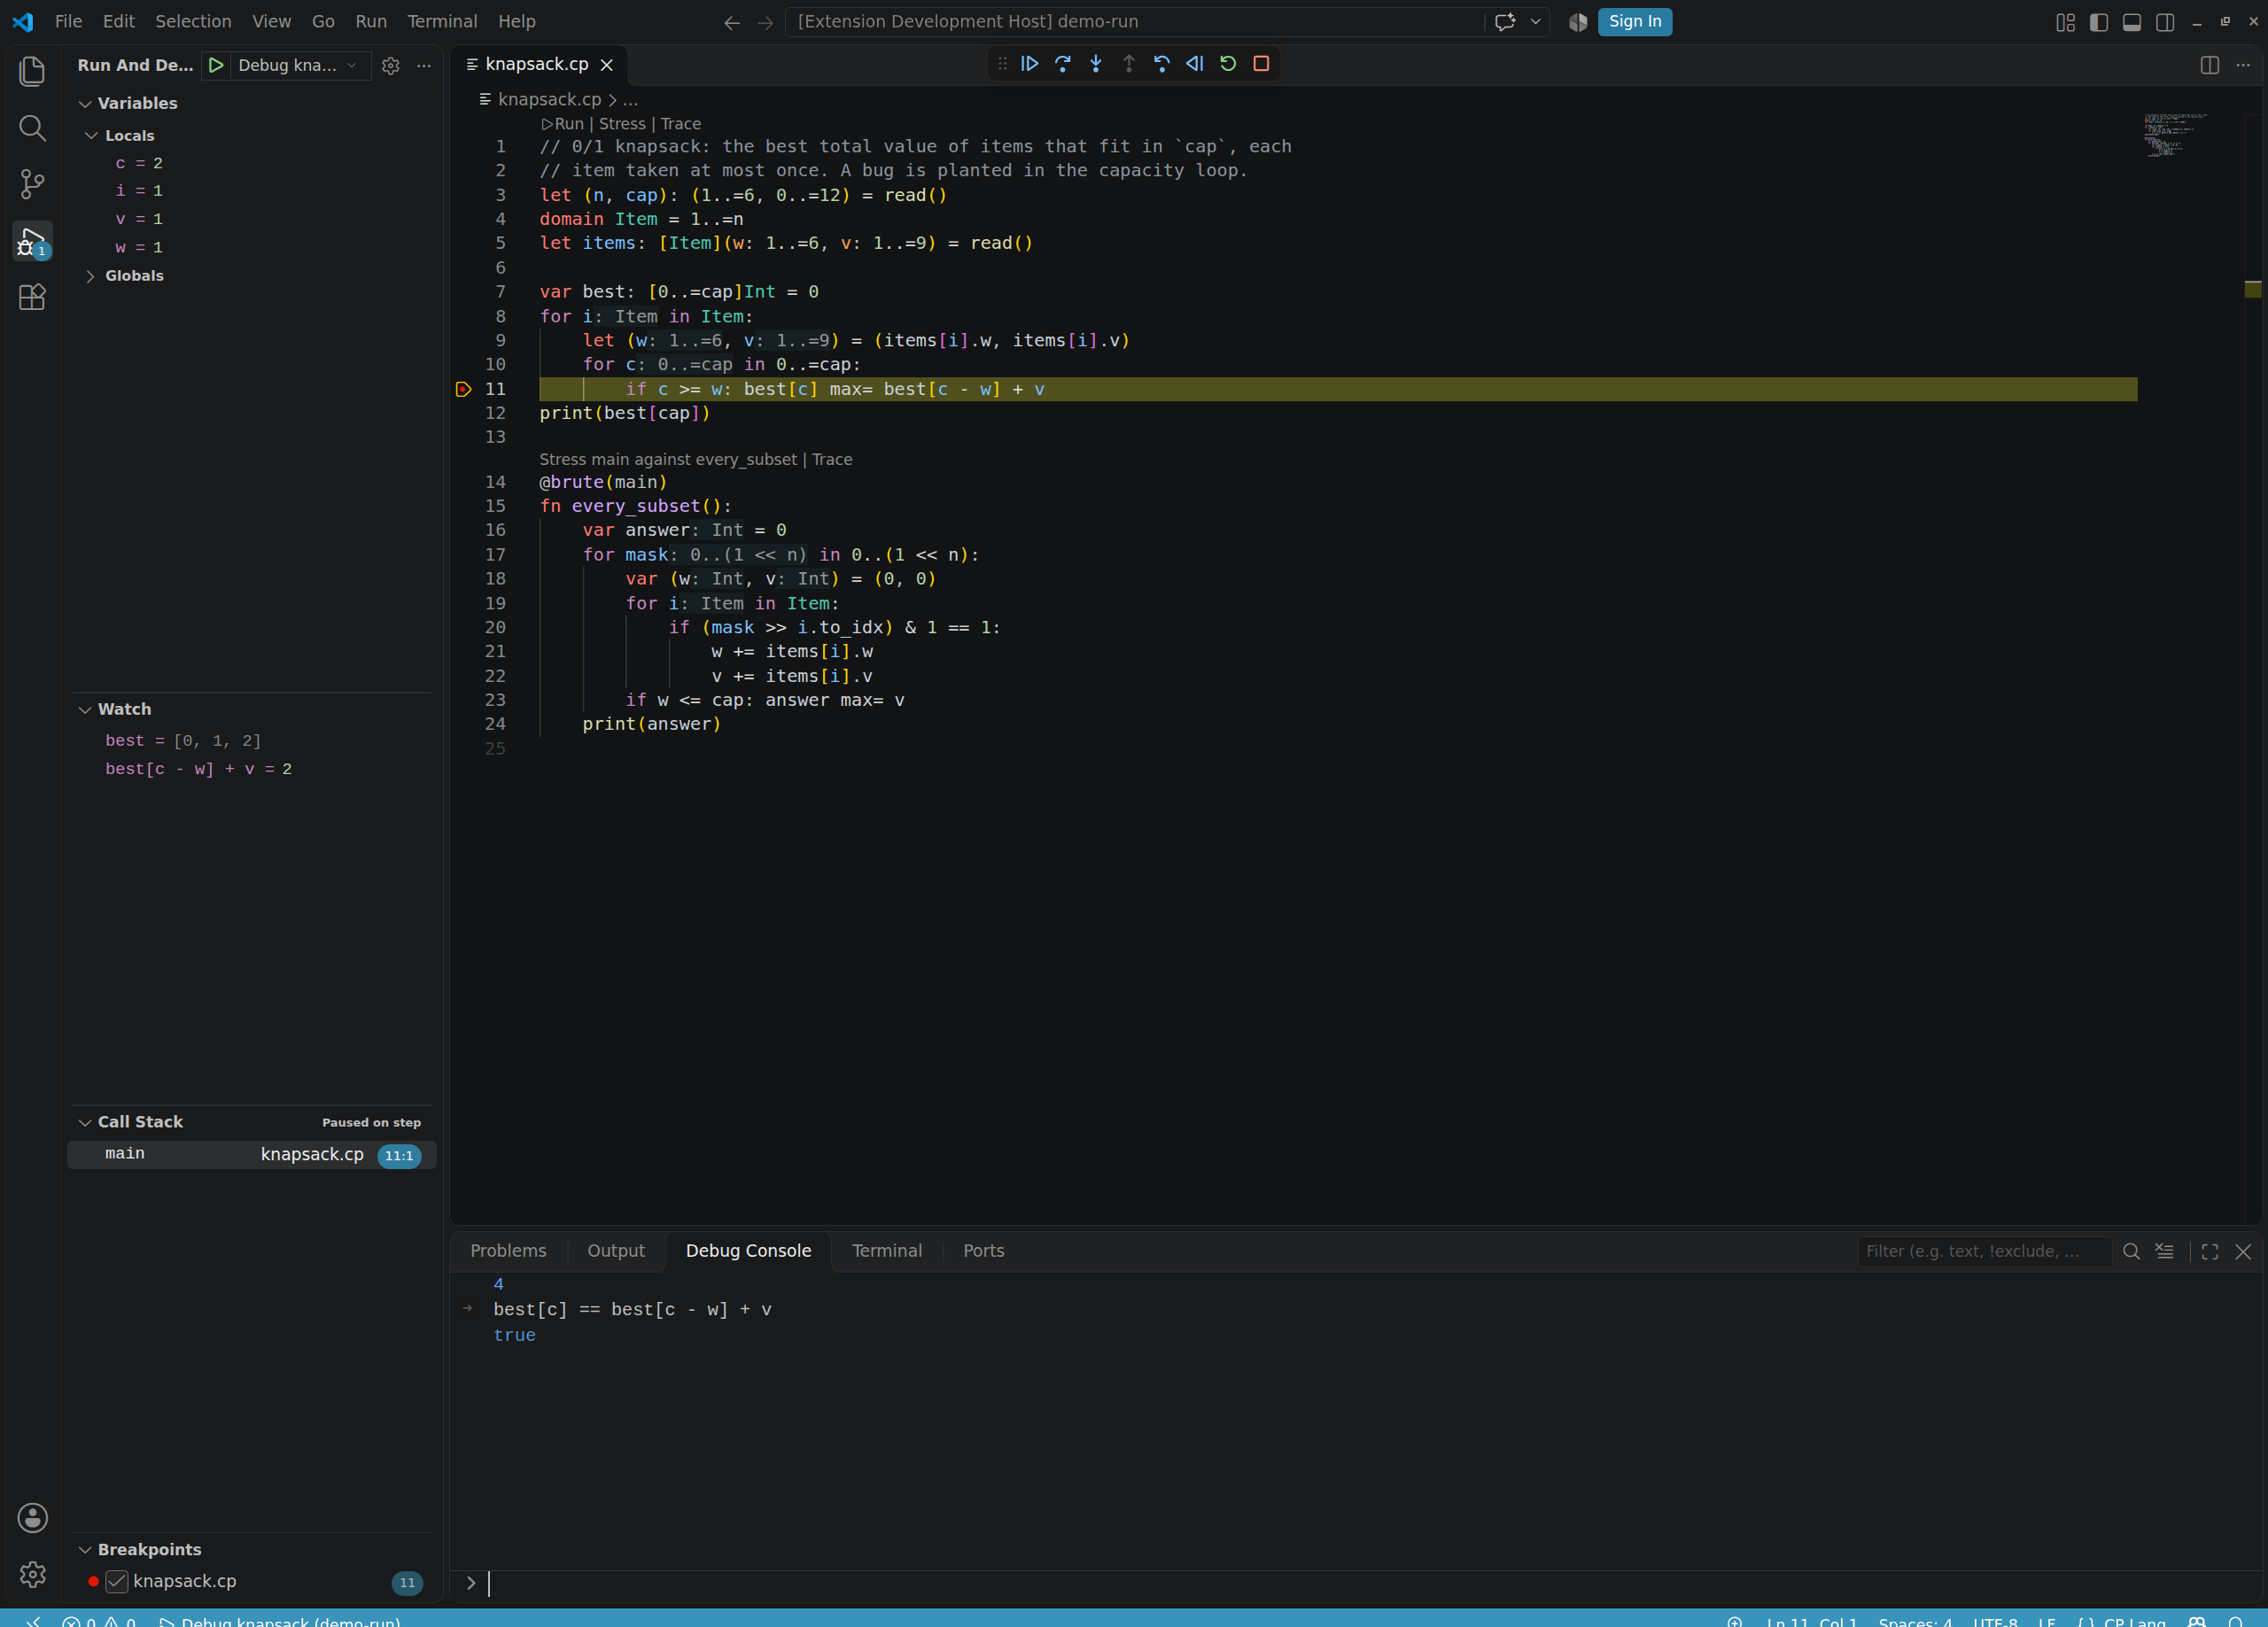 File Edit Selection View Go Run Terminal Help
[Extension Development Host] demo-run
Sign In
Run And De...
Debug kna...
Variables
Locals
c = 2
i = 1
v = 1
w = 1
Globals
Watch
best = [0, 1, 2]
best[c - w] + v = 2
Call Stack
Paused on step
main
knapsack.cp
11:1
Breakpoints
knapsack.cp
11
knapsack.cp
knapsack.cp > ...
Run | Stress | Trace
1 // 0/1 knapsack: the best total value of items that fit in `cap`, each
2 // item taken at most once. A bug is planted in the capacity loop.
3 let (n, cap): (1..=6, 0..=12) = read()
4 domain Item = 1..=n
5 let items: [Item](w: 1..=6, v: 1..=9) = read()
6
7 var best: [0..=cap]Int = 0
8 for i: Item in Item:
9 let (w: 1..=6, v: 1..=9) = (items[i].w, items[i].v)
10 for c: 0..=cap in 0..=cap:
11 if c >= w: best[c] max= best[c - w] + v
12 print(best[cap])
13
Stress main against every_subset | Trace
14 @brute(main)
15 fn every_subset():
16 var answer: Int = 0
17 for mask: 0..(1 << n) in 0..(1 << n):
18 var (w: Int, v: Int) = (0, 0)
19 for i: Item in Item:
20 if (mask >> i.to_idx) & 1 == 1:
21 w += items[i].w
22 v += items[i].v
23 if w <= cap: answer max= v
24 print(answer)
25
Problems Output Debug Console Terminal Ports
Filter (e.g. text, !exclude, ...
4
best[c] == best[c - w] + v
true
0 0 Debug knapsack (demo-run)
Ln 11, Col 1 Spaces: 4 UTF-8 LF {} CP Lang
1